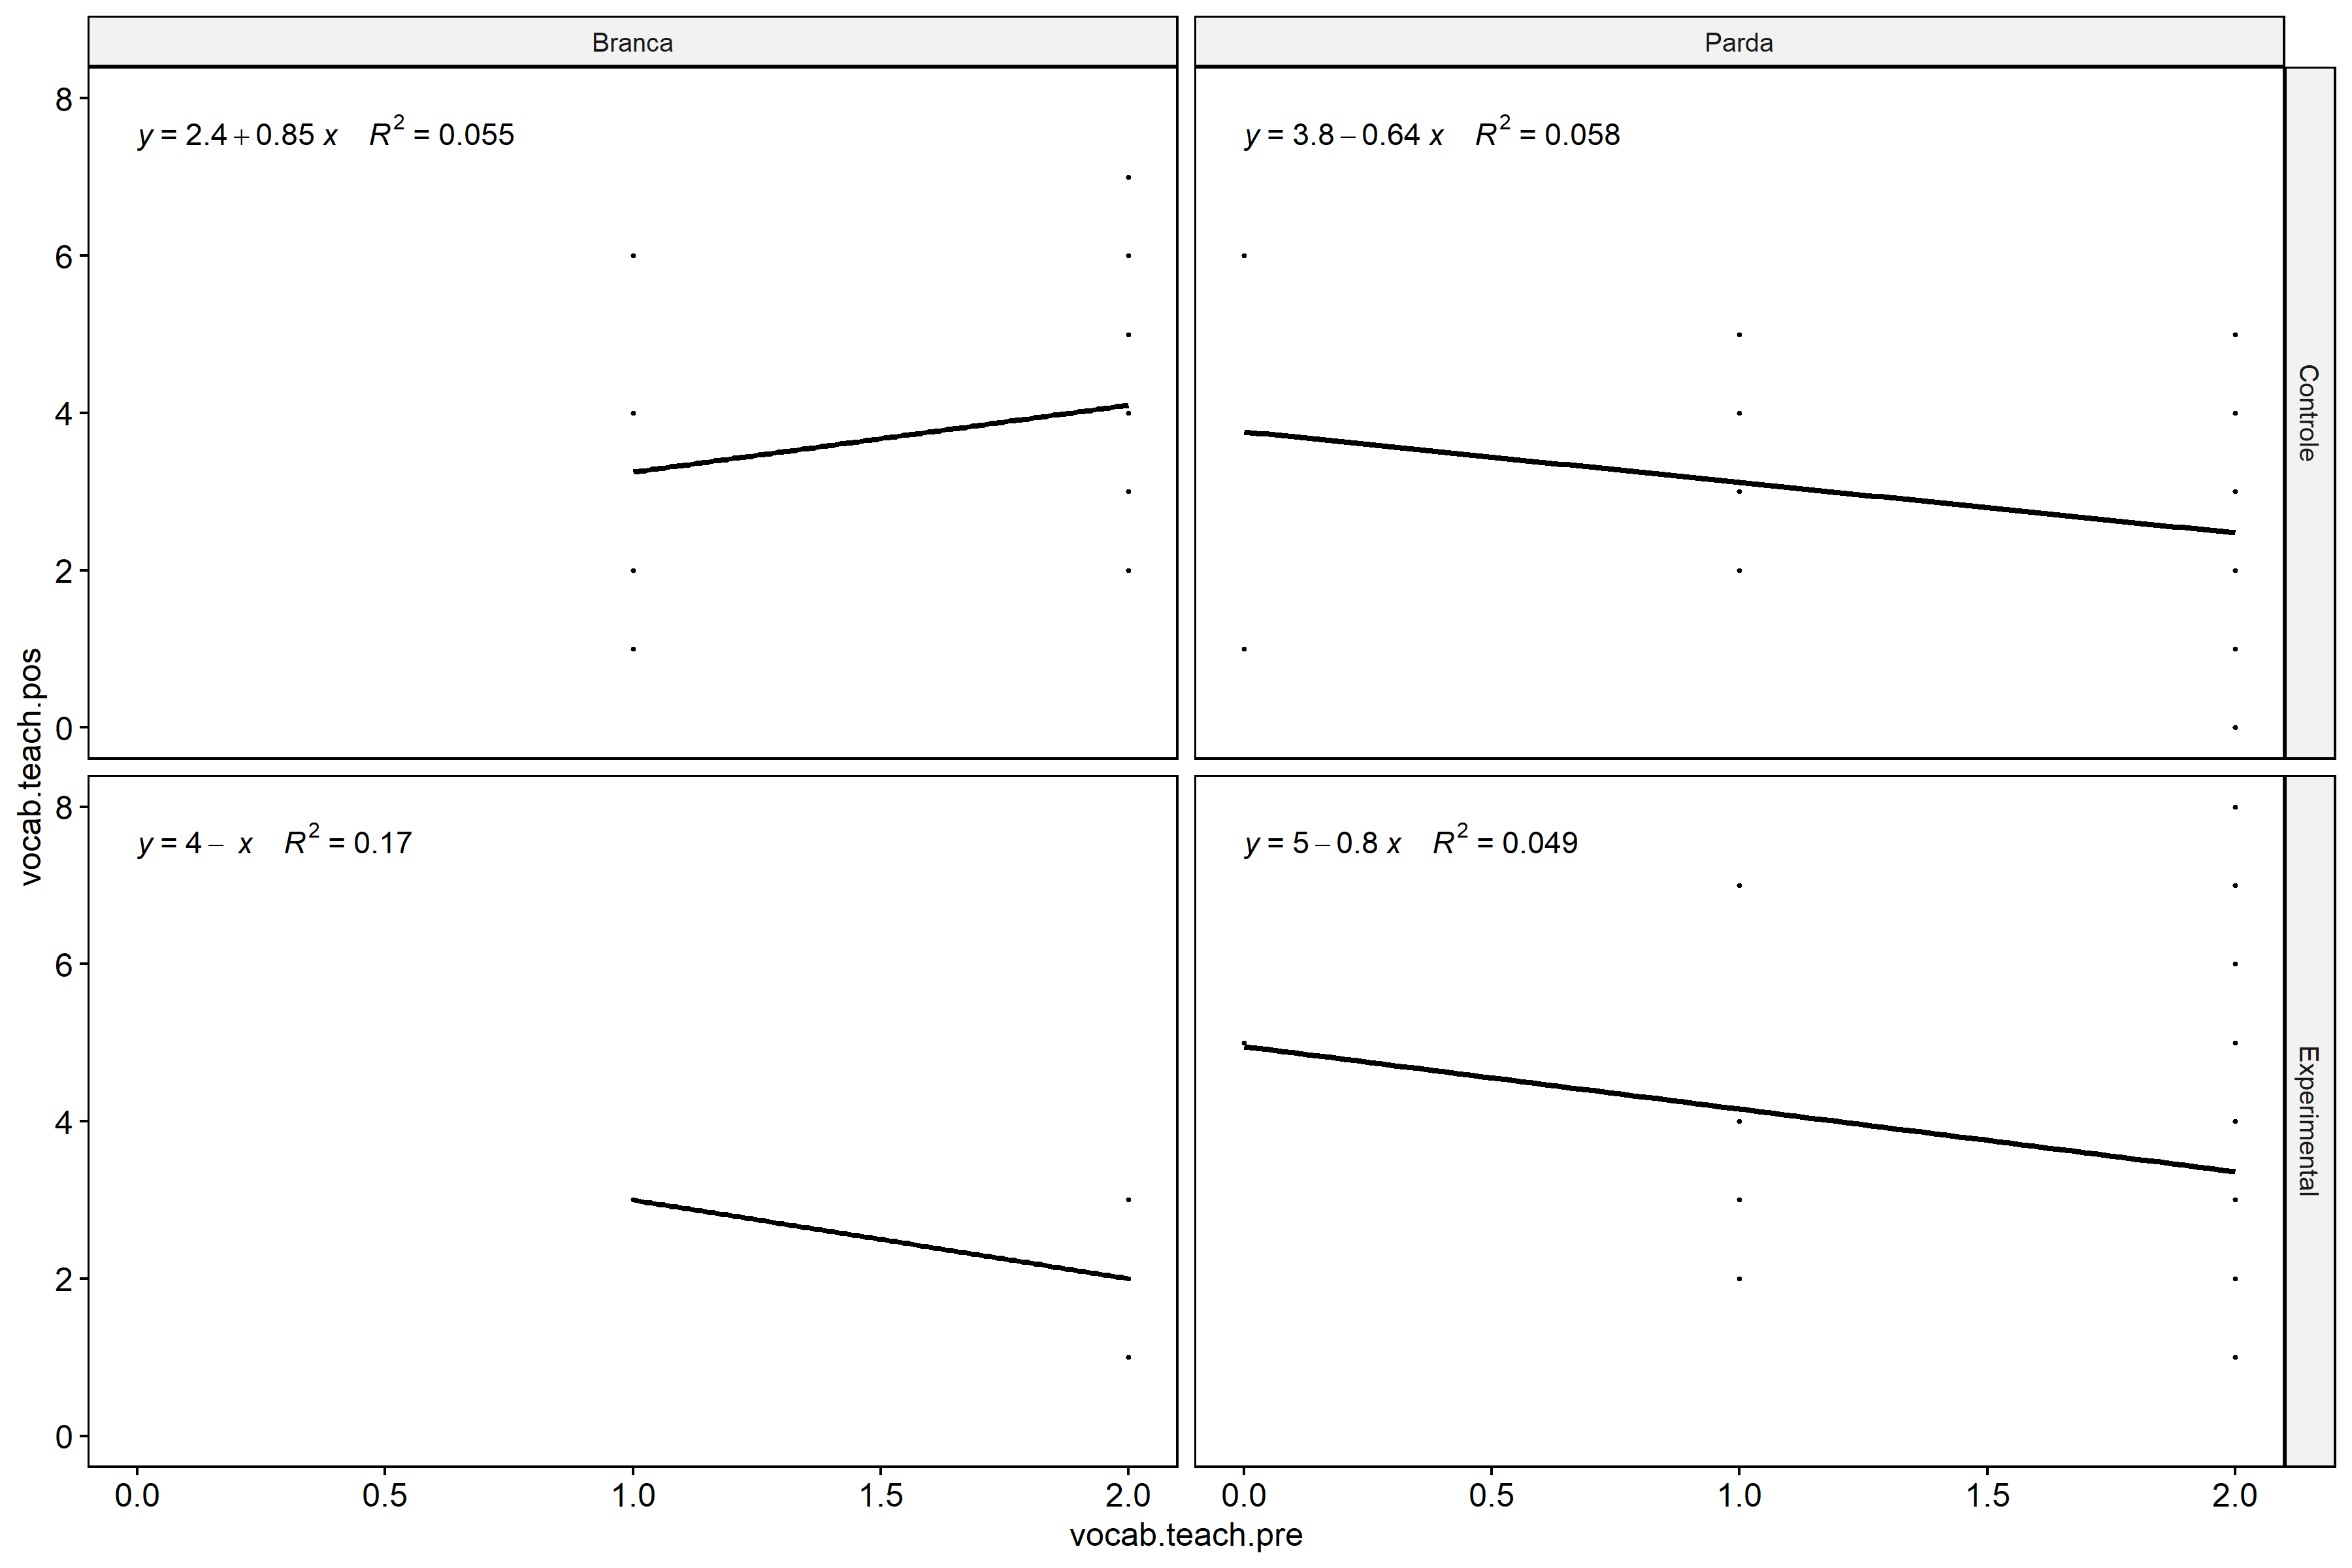 Branca
Parda
8
y = 2.4 + 0.85 x R² = 0.055
y = 3.8 − 0.64 x R² = 0.058
6
4
2
0
Controle
vocab.teach.pos
8
y = 4 − x R² = 0.17
y = 5 − 0.8 x R² = 0.049
6
4
2
0
Experimental
0.0 0.5 1.0 1.5 2.0
0.0 0.5 1.0 1.5 2.0
vocab.teach.pre